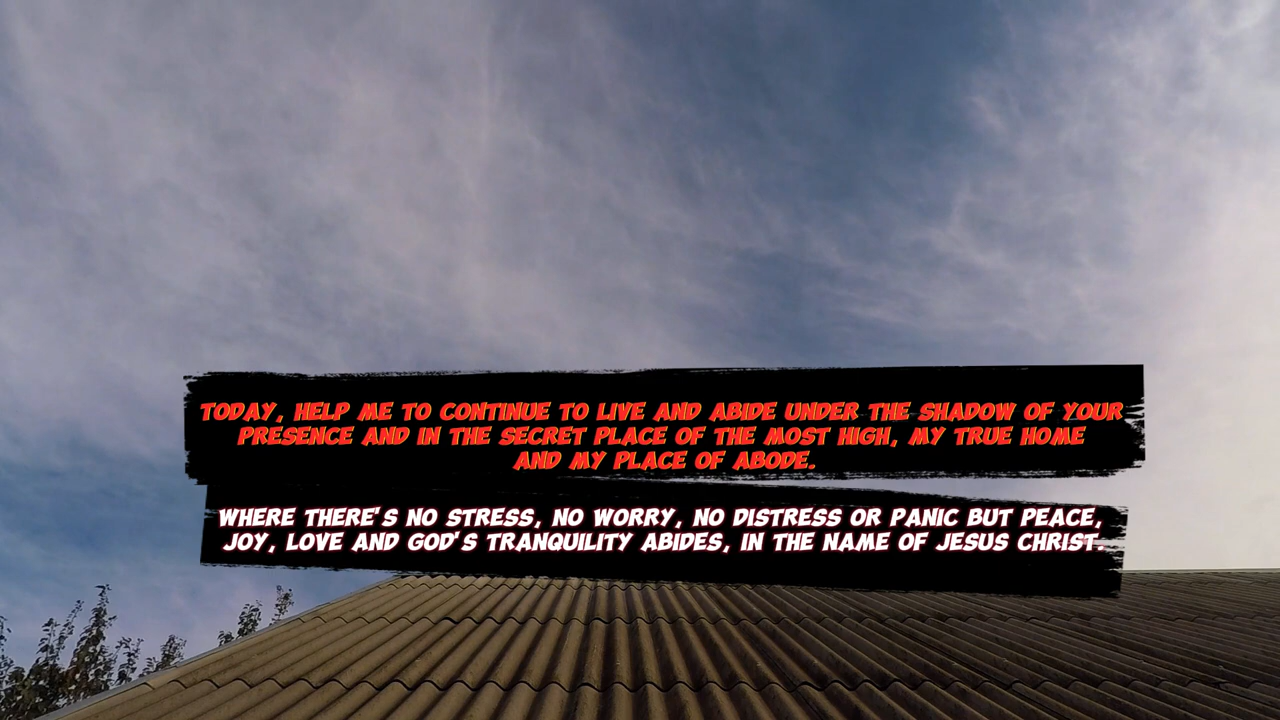 TODAY, HELP ME TO CONTINUE TO LIVE AND ABIDE UNDER THE SHADOW OF YOUR
PRESENCE AND IN THE SECRET PLACE OF THE MOST HIGH, MY TRUE HOME
AND MY PLACE OF ABODE.
WHERE THERE'S NO STRESS, NO WORRY, NO DISTRESS OR PANIC BUT PEACE,
JOY, LOVE AND GOD'S TRANQUILITY ABIDES, IN THE NAME OF JESUS CHRIST.